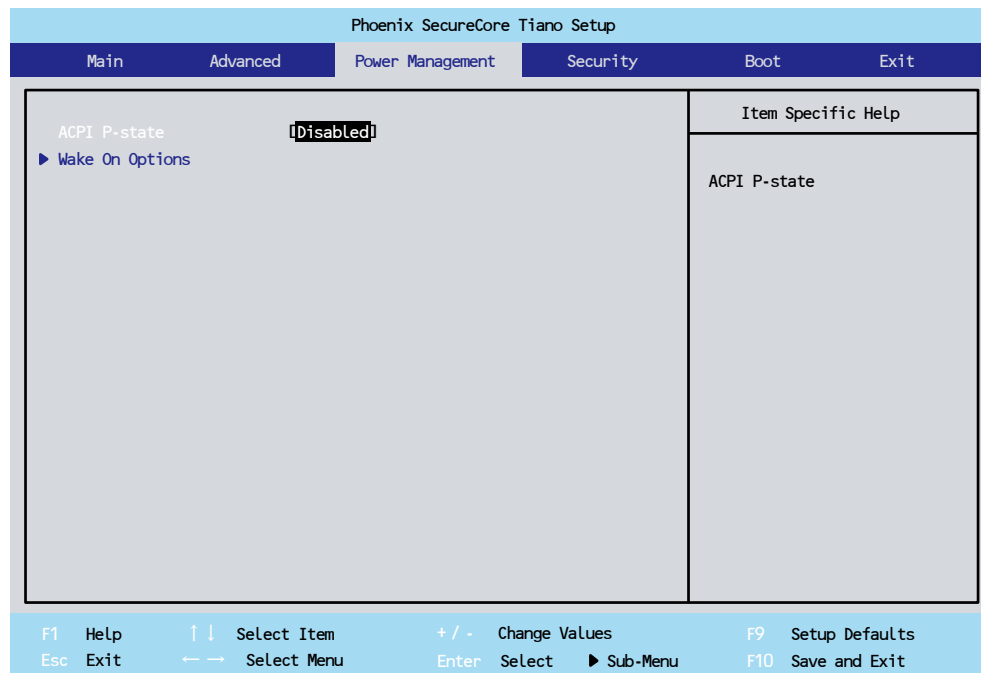 Phoenix SecureCore Tiano Setup
Main Advanced Power Management Security Boot Exit
ACPI P-state [Disabled]
▶ Wake On Options
Item Specific Help
ACPI P-state
F1 Help ↑ ↓ Select Item + / - Change Values F9 Setup Defaults
Esc Exit ← → Select Menu Enter Select ▶ Sub-Menu F10 Save and Exit